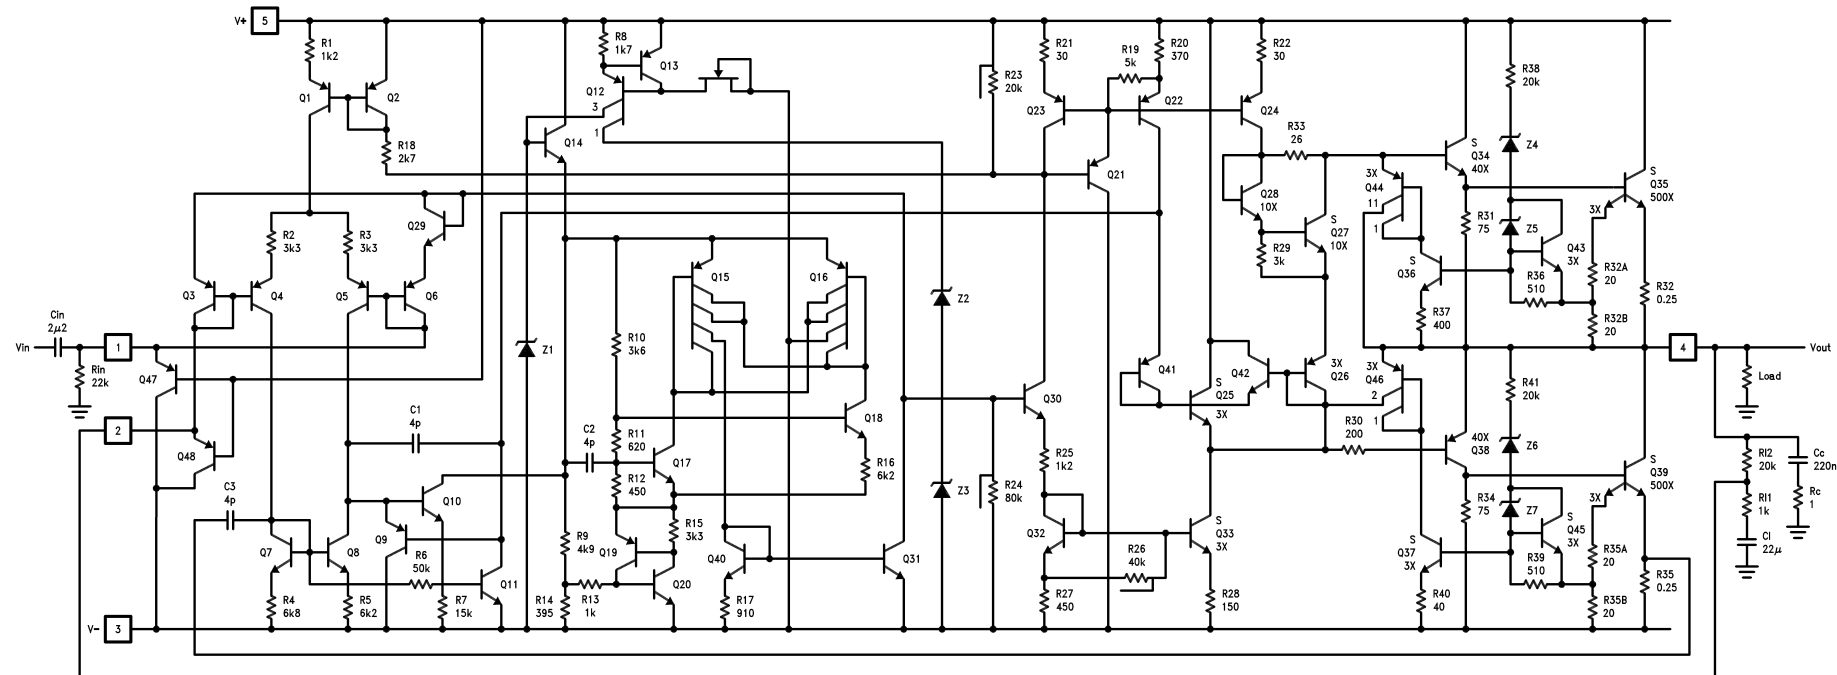 V+ 5
R1
1k2
Q1
Q2
R18
2k7
R8
1k7
Q13
Q12
3
1
Q14
R23
20k
R21
30
Q23
R19
5k
R20
370
Q22
R22
30
Q24
Q21
R33
26
Q28
10X
S
Q27
10X
R29
3k
3X
Q44
11
1
S
Q34
40X
R38
20k
Z4
S
Q35
500X
3X
R31
75
Z5
Q43
3X
S
Q36
R36
510
R32A
20
R32
0.25
R37
400
R32B
20
Q29
R2
3k3
R3
3k3
Q3
Q4
Q5
Q6
Q15
Q16
Z2
Cin
2µ2
Vin
1
Rin
22k
Q47
Z1
R10
3k6
4
Vout
Load
Q41
Q42
3X
Q26
3X
Q46
2
1
S
Q25
3X
R41
20k
2
Q48
C1
4p
C2
4p
R11
620
Q17
Q18
R16
6k2
Q30
R25
1k2
R30
200
40X
Q38
Z6
S
Q39
500X
3X
Rl2
20k
Cc
220n
Rl1
1k
Rc
1
Cl
22µ
C3
4p
Q10
R12
450
Z3
R24
80k
R34
75
Z7
S
Q45
3X
Q7
Q8
Q9
R6
50k
R9
4k9
Q19
R15
3k3
Q40
Q31
Q32
R26
40k
S
Q33
3X
S
Q37
3X
R39
510
R35A
20
R35
0.25
R4
6k8
R5
6k2
R7
15k
Q11
R14
395
R13
1k
Q20
R17
910
R27
450
R28
150
R40
40
R35B
20
V- 3